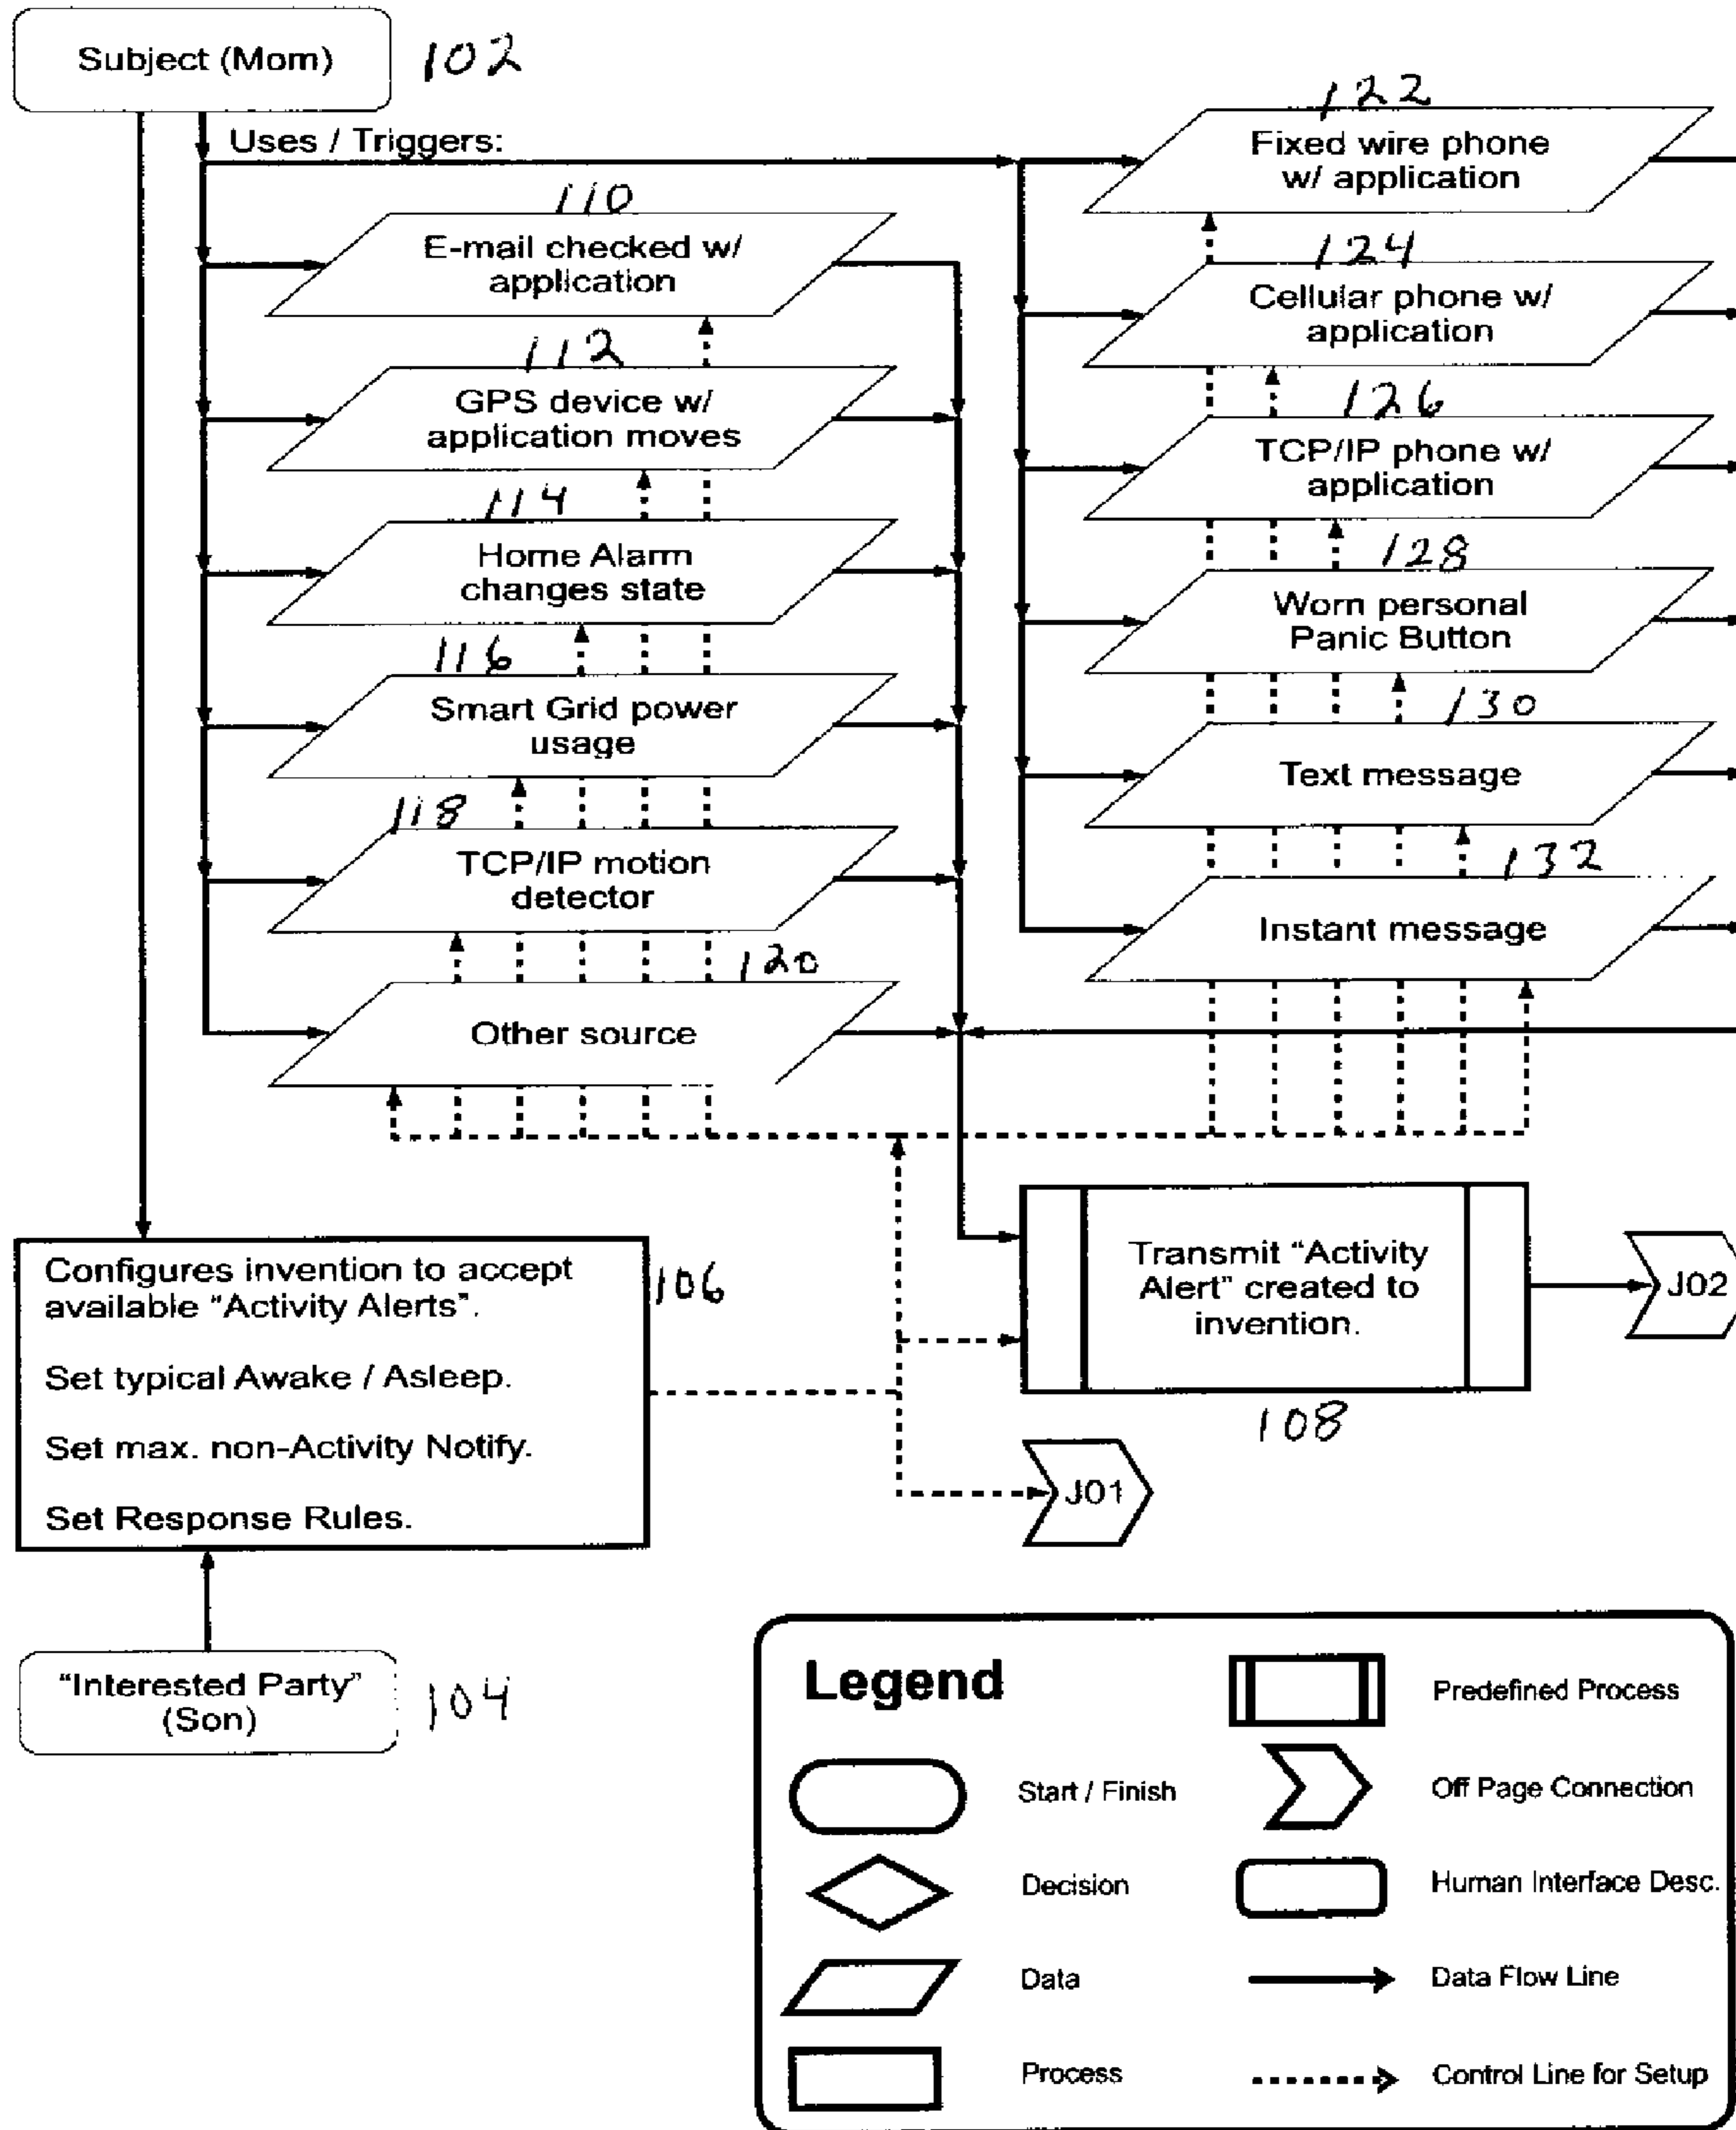 Subject (Mom)
102
Uses / Triggers:
110
E-mail checked w/
application
112
GPS device w/
application moves
114
Home Alarm
changes state
116
Smart Grid power
usage
118
TCP/IP motion
detector
120
Other source
122
Fixed wire phone
w/ application
124
Cellular phone w/
application
126
TCP/IP phone w/
application
128
Worn personal
Panic Button
130
Text message
132
Instant message
Configures invention to accept
available “Activity Alerts”.
Set typical Awake / Asleep.
Set max. non-Activity Notify.
Set Response Rules.
106
Transmit “Activity
Alert” created to
invention.
108
J02
J01
“Interested Party”
(Son)
104
Legend
Start / Finish
Decision
Data
Process
Predefined Process
Off Page Connection
Human Interface Desc.
Data Flow Line
Control Line for Setup